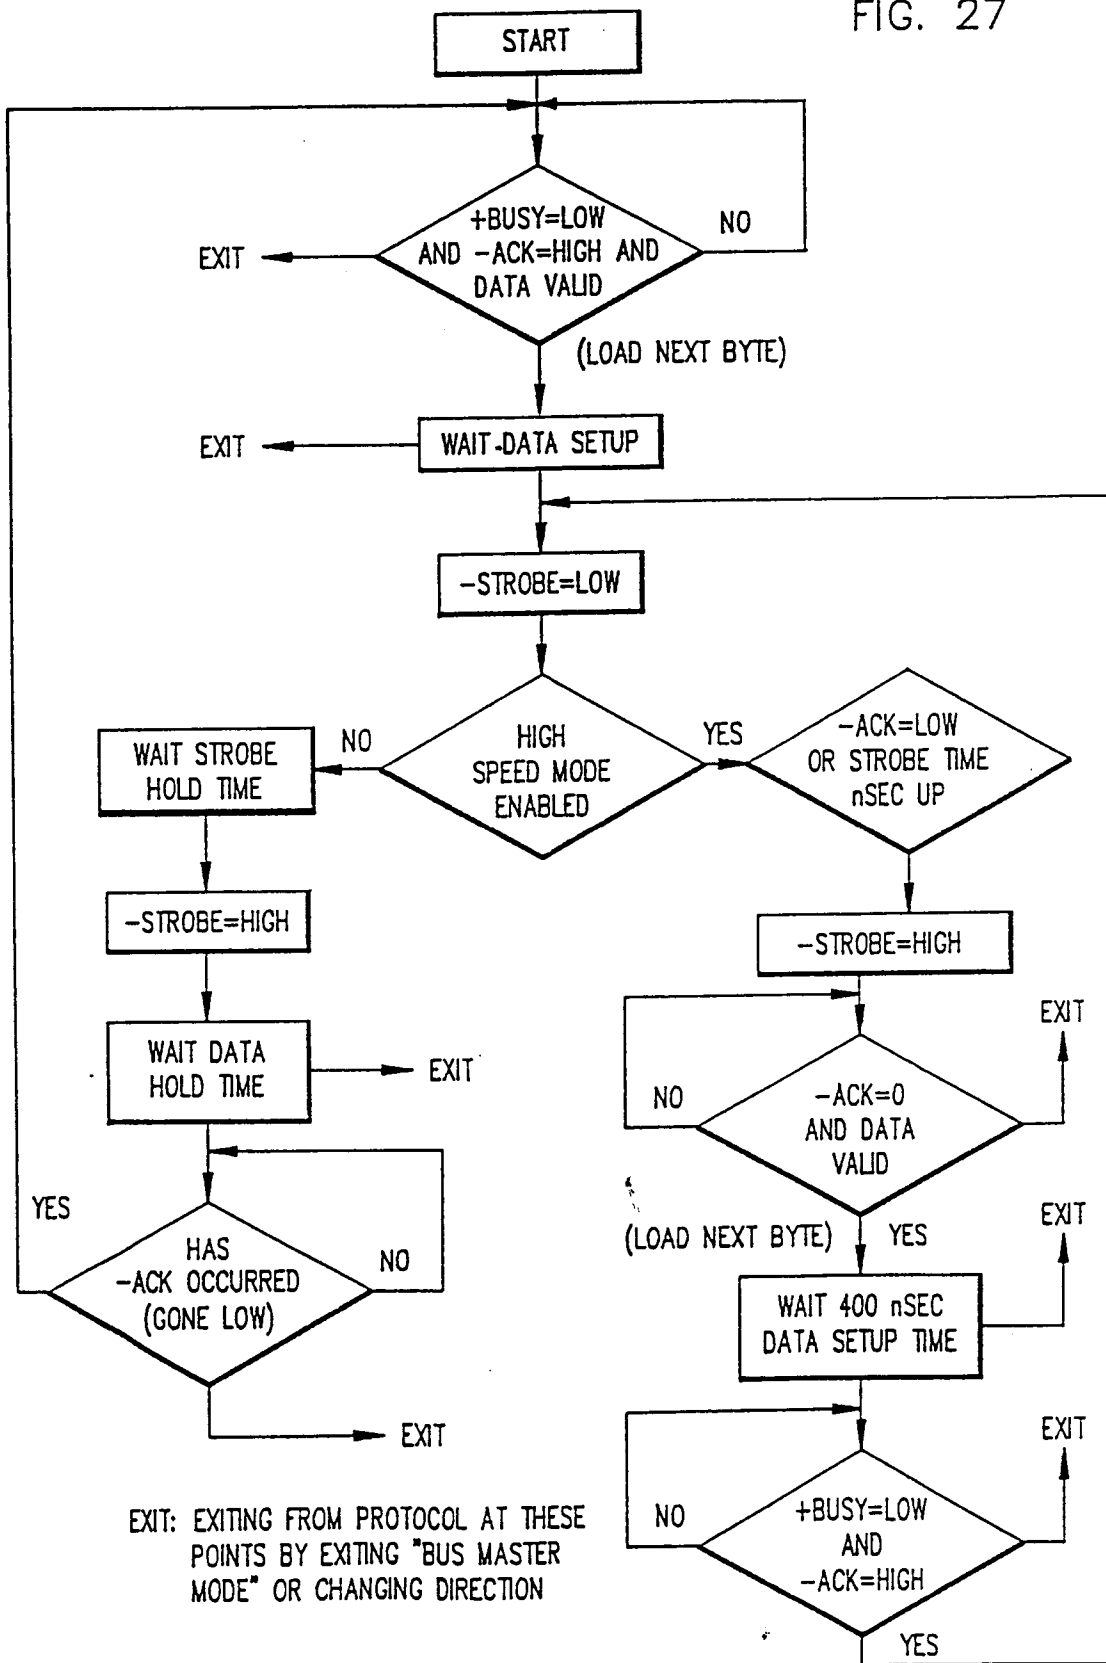 FIG. 27
START
+BUSY=LOW
AND -ACK=HIGH AND
DATA VALID
NO
EXIT
(LOAD NEXT BYTE)
WAIT-DATA SETUP
EXIT
-STROBE=LOW
HIGH
SPEED MODE
ENABLED
NO
YES
WAIT STROBE
HOLD TIME
-ACK=LOW
OR STROBE TIME
nSEC UP
-STROBE=HIGH
-STROBE=HIGH
WAIT DATA
HOLD TIME
EXIT
EXIT
NO
-ACK=0
AND DATA
VALID
YES
HAS
-ACK OCCURRED
(GONE LOW)
NO
EXIT
(LOAD NEXT BYTE)
YES
EXIT
WAIT 400 nSEC
DATA SETUP TIME
EXIT
NO
+BUSY=LOW
AND
-ACK=HIGH
YES
EXIT: EXITING FROM PROTOCOL AT THESE
POINTS BY EXITING "BUS MASTER
MODE" OR CHANGING DIRECTION